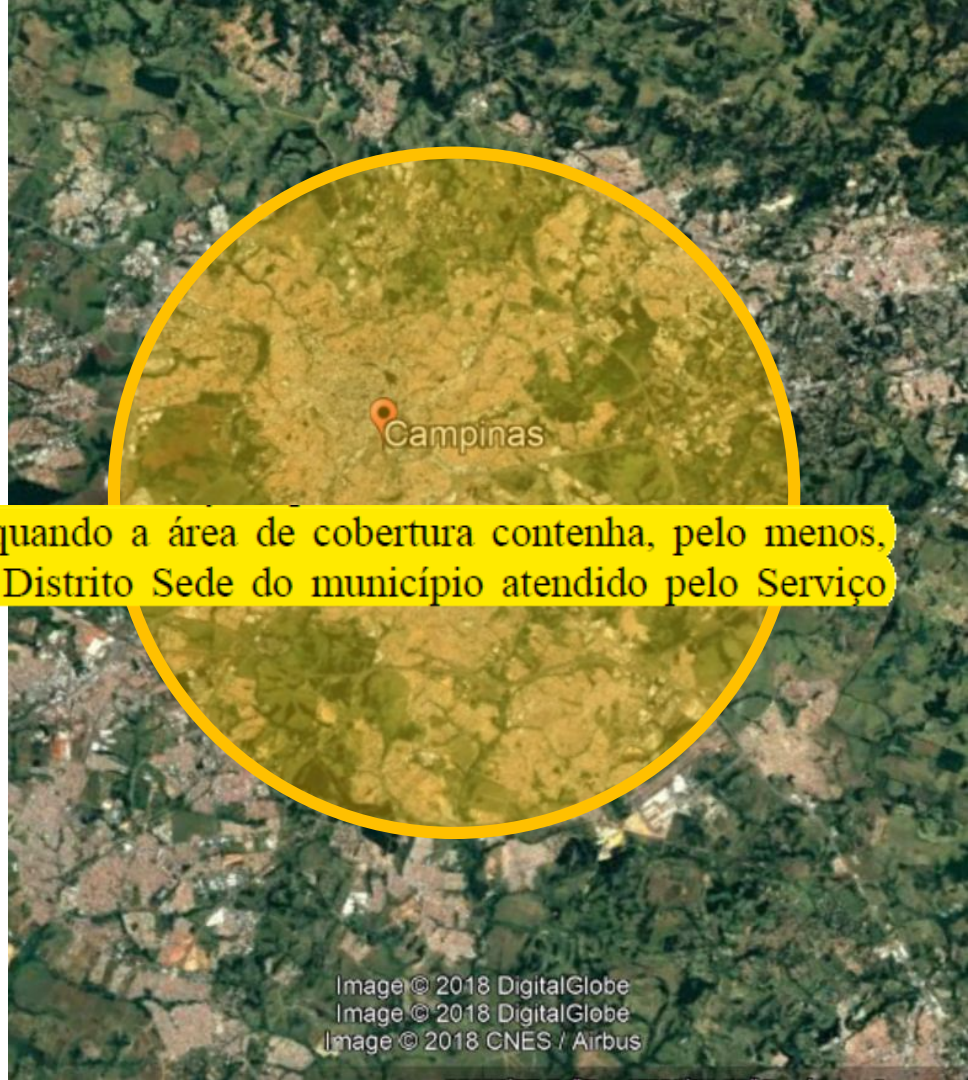 Campinas
quando a área de cobertura contenha, pelo menos,
Distrito Sede do município atendido pelo Serviço
Image © 2018 DigitalGlobe
Image © 2018 DigitalGlobe
Image © 2018 CNES / Airbus